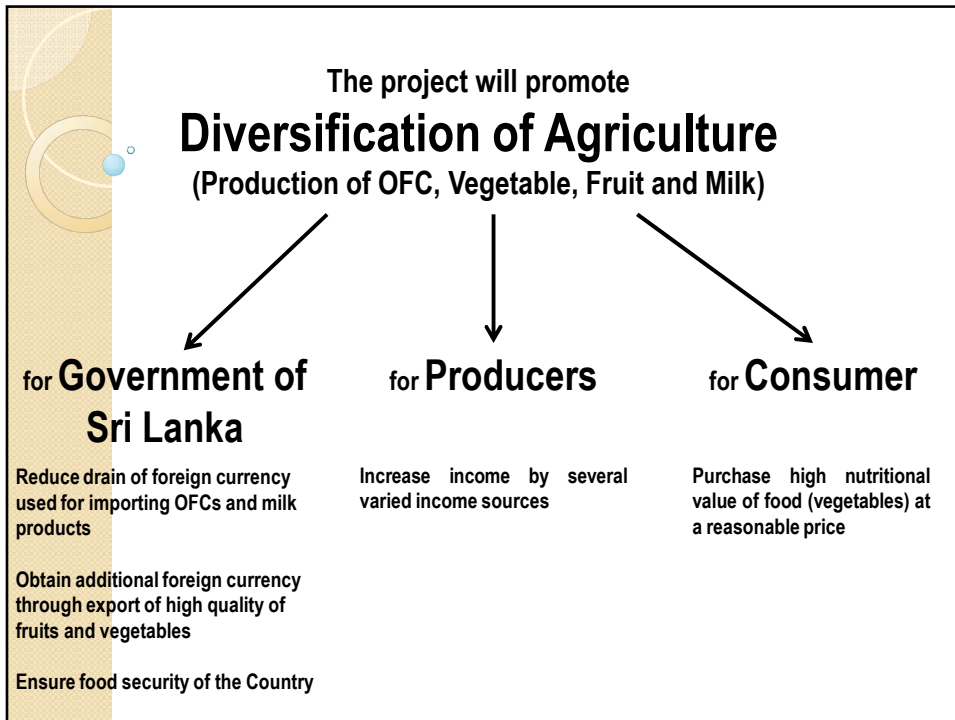 The project will promote
Diversification of Agriculture
(Production of OFC, Vegetable, Fruit and Milk)
for Government of
Sri Lanka
Reduce drain of foreign currency
used for importing OFCs and milk
products
Obtain additional foreign currency
through export of high quality of
fruits and vegetables
Ensure food security of the Country
for Producers
Increase income by several
varied income sources
for Consumer
Purchase high nutritional
value of food (vegetables) at
a reasonable price